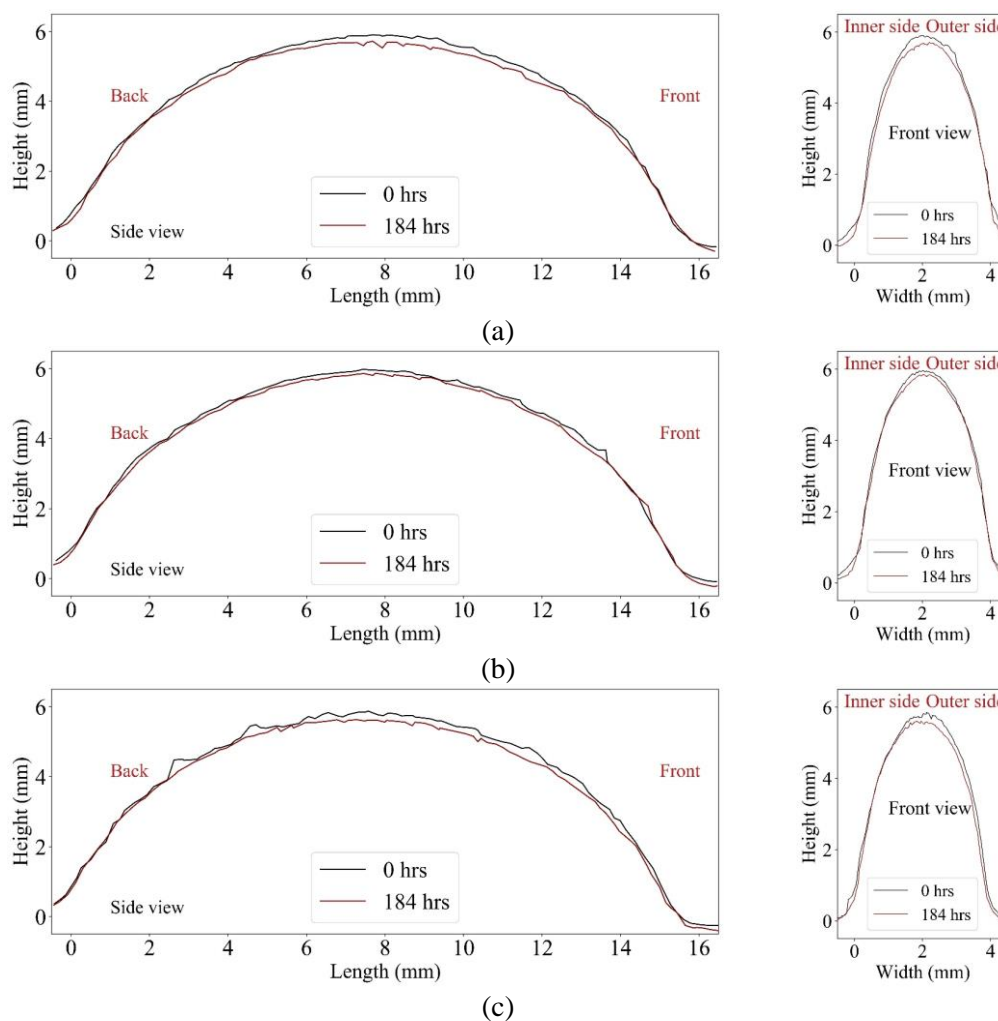 6
4
2
0
Height (mm)
Back
Front
0 hrs
184 hrs
Side view
0 2 4 6 8 10 12 14 16
Length (mm)
6
4
2
0
Height (mm)
Inner side Outer side
Front view
0 hrs
184 hrs
0 2 4
Width (mm)
(a)
6
4
2
0
Height (mm)
Back
Front
0 hrs
184 hrs
Side view
0 2 4 6 8 10 12 14 16
Length (mm)
6
4
2
0
Height (mm)
Inner side Outer side
Front view
0 hrs
184 hrs
0 2 4
Width (mm)
(b)
6
4
2
0
Height (mm)
Back
Front
0 hrs
184 hrs
Side view
0 2 4 6 8 10 12 14 16
Length (mm)
6
4
2
0
Height (mm)
Inner side Outer side
Front view
0 hrs
184 hrs
0 2 4
Width (mm)
(c)